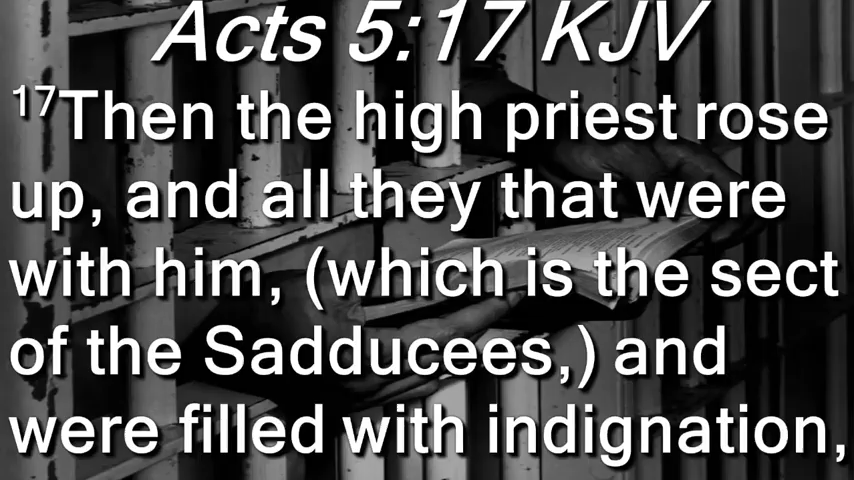 Acts 5:17 KJV
17Then the high priest rose
up, and all they that were
with him, (which is the sect
of the Sadducees,) and
were filled with indignation,